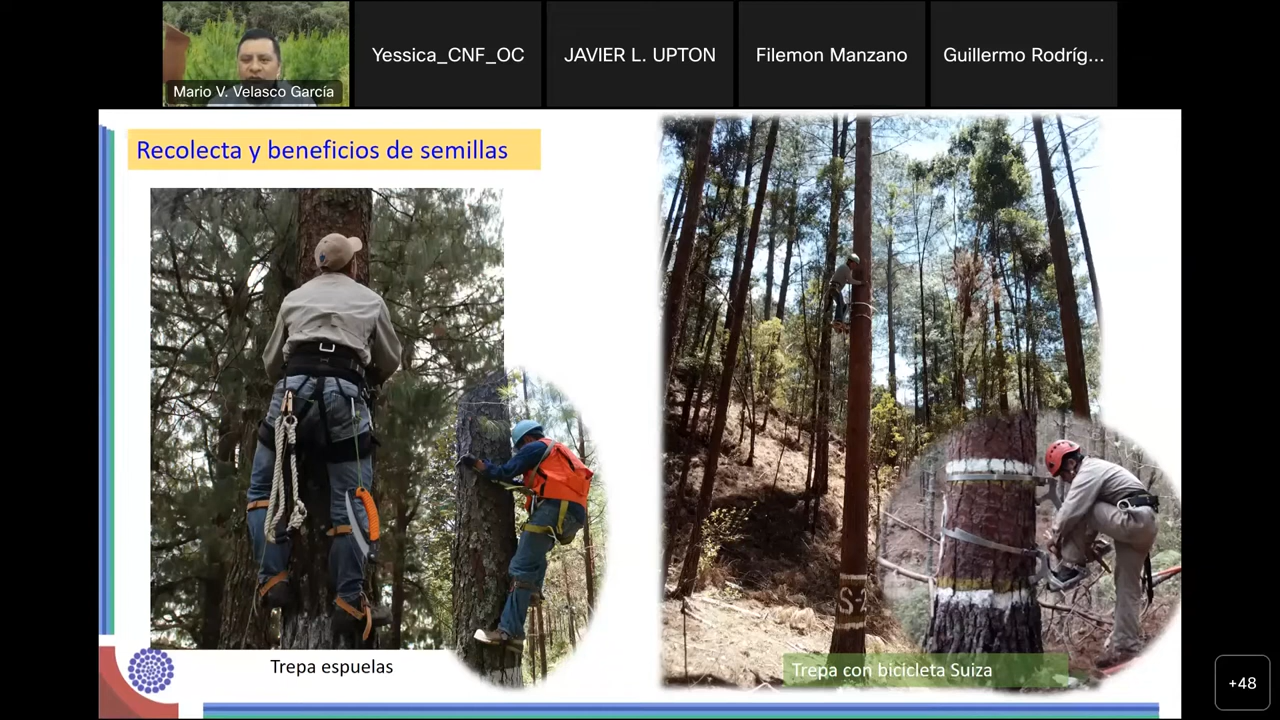 Yessica_CNF_OC
JAVIER L. UPTON
Filemon Manzano
Guillermo Rodríg...
Mario V. Velasco García
Recolecta y beneficios de semillas
Trepa espuelas
Trepa con bicicleta Suiza
+48